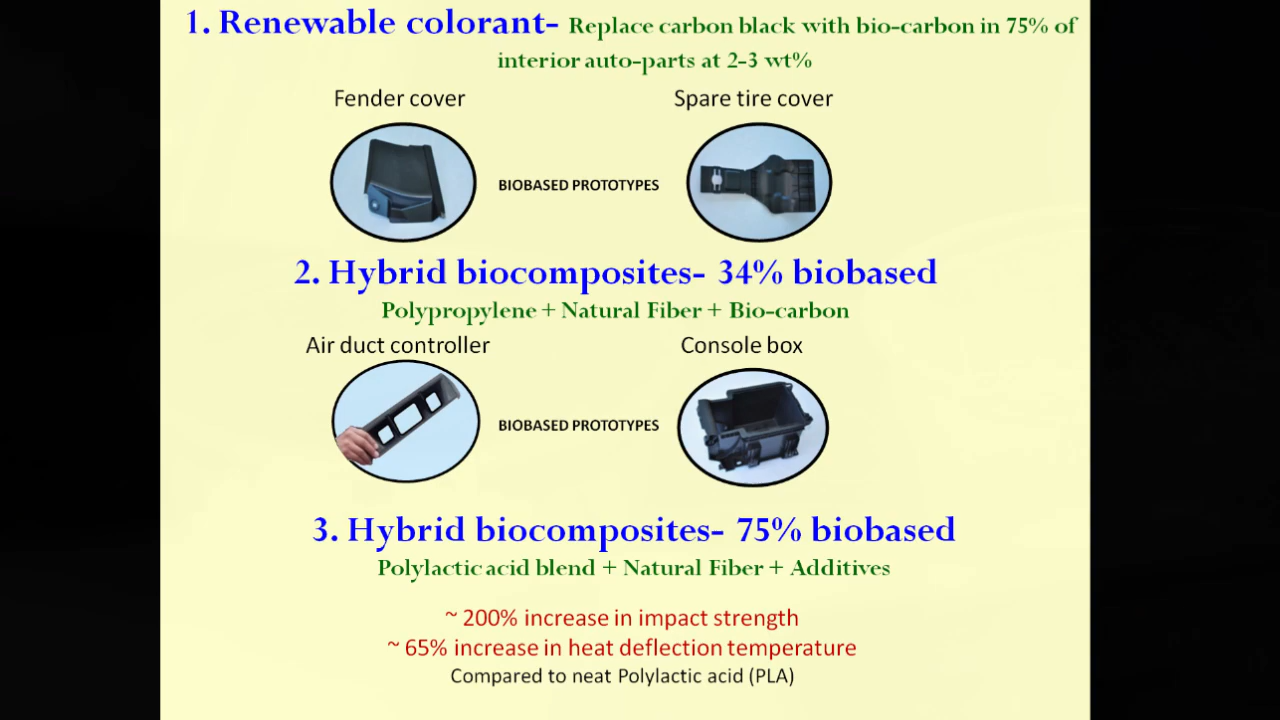 1. Renewable colorant- Replace carbon black with bio-carbon in 75% of
interior auto-parts at 2-3 wt%
Fender cover
Spare tire cover
BIOBASED PROTOTYPES
2. Hybrid biocomposites- 34% biobased
Polypropylene + Natural Fiber + Bio-carbon
Air duct controller
Console box
BIOBASED PROTOTYPES
3. Hybrid biocomposites- 75% biobased
Polylactic acid blend + Natural Fiber + Additives
~ 200% increase in impact strength
~ 65% increase in heat deflection temperature
Compared to neat Polylactic acid (PLA)